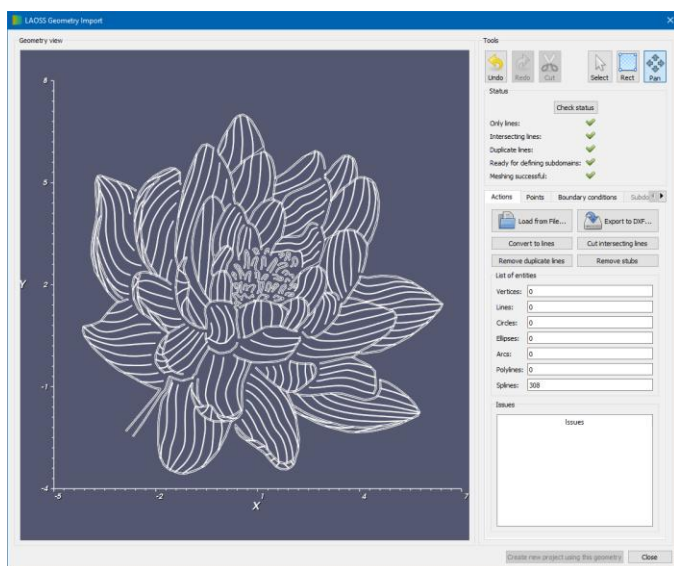 LAOSS Geometry Import
Geometry view
Tools
Undo Redo Cut Select Rect Pan
Status
Check status
Only lines:
Intersecting lines:
Duplicate lines:
Ready for defining subdomains:
Meshing successful:
Actions Points Boundary conditions
Load from File... Export to DXF...
Convert to lines Cut intersecting lines
Remove duplicate lines Remove stubs
List of entities
Vertices: 0
Lines: 0
Circles: 0
Ellipses: 0
Arcs: 0
Polylines: 0
Splines: 308
Issues
Issues
8
5
Y 2
-1
-4
-5 -2 1 4 7
X
Create new project using this geometry Close